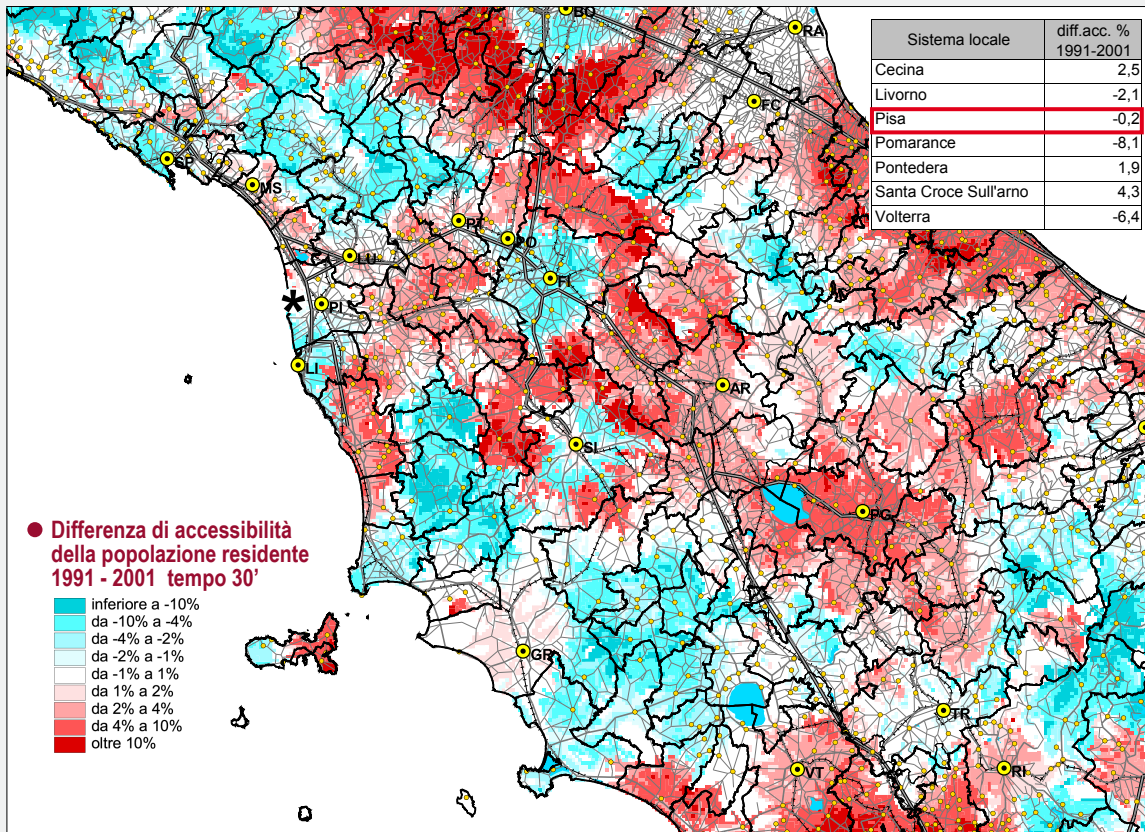 BO
RA
FC
SP
MS
PT
PO
LU
FI
*
PI
LI
AR
SI
PG
GR
TR
VT
RI
Sistema locale diff.acc. % 1991-2001
Cecina 2,5
Livorno -2,1
Pisa -0,2
Pomarance -8,1
Pontedera 1,9
Santa Croce Sull'arno 4,3
Volterra -6,4
Differenza di accessibilità
della popolazione residente
1991 - 2001 tempo 30'
inferiore a -10%
da -10% a -4%
da -4% a -2%
da -2% a -1%
da -1% a 1%
da 1% a 2%
da 2% a 4%
da 4% a 10%
oltre 10%